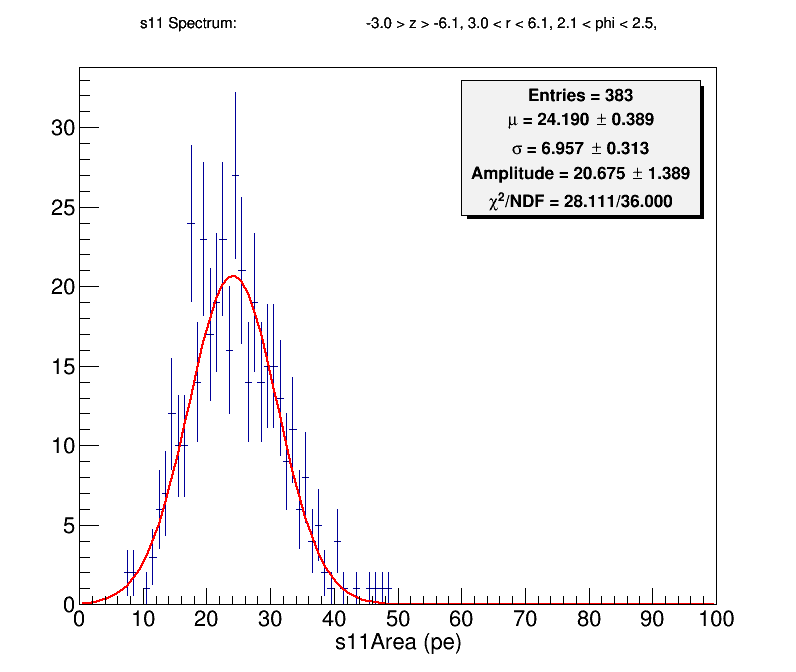 s11 Spectrum: -3.0 > z > -6.1, 3.0 < r < 6.1, 2.1 < phi < 2.5,
Entries = 383
μ = 24.190 ± 0.389
σ = 6.957 ± 0.313
Amplitude = 20.675 ± 1.389
χ²/NDF = 28.111/36.000
30
25
20
15
10
5
0
0 10 20 30 40 50 60 70 80 90 100
s11Area (pe)